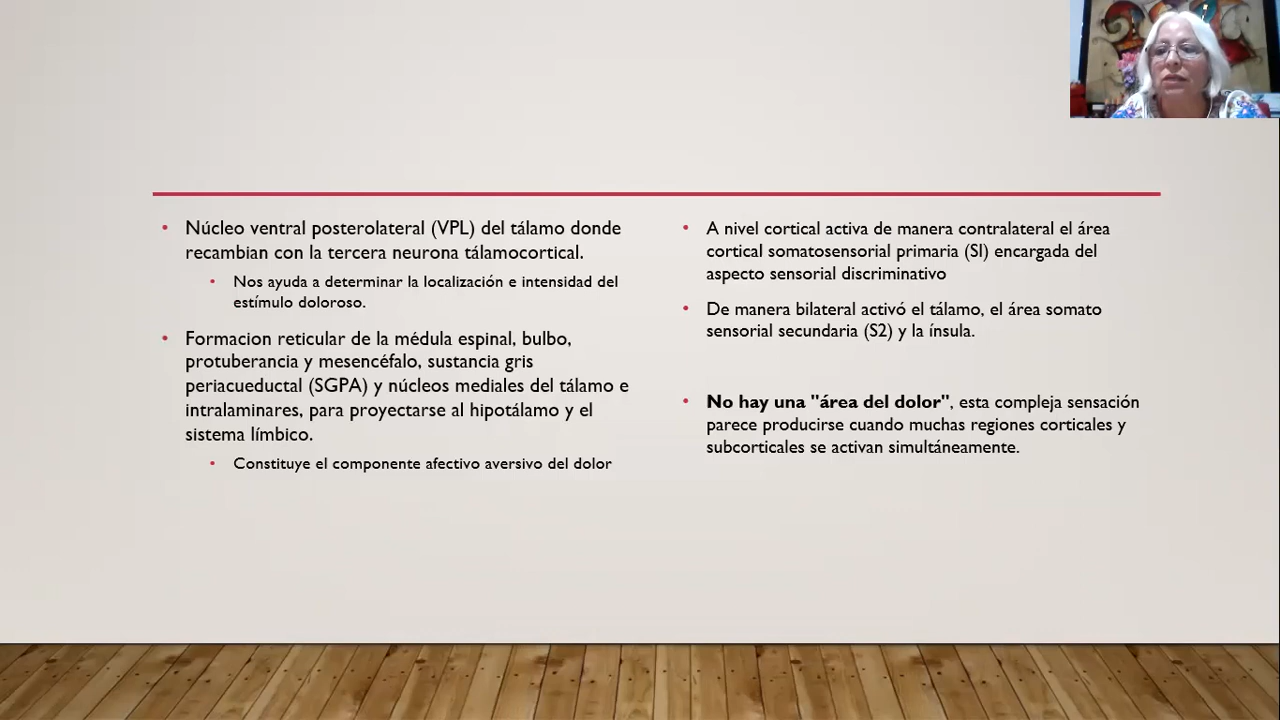 Núcleo ventral posterolateral (VPL) del tálamo donde
recambian con la tercera neurona tálamocortical.
Nos ayuda a determinar la localización e intensidad del
estímulo doloroso.
Formacion reticular de la médula espinal, bulbo,
protuberancia y mesencéfalo, sustancia gris
periacueductal (SGPA) y núcleos mediales del tálamo e
intralaminares, para proyectarse al hipotálamo y el
sistema límbico.
Constituye el componente afectivo aversivo del dolor
A nivel cortical activa de manera contralateral el área
cortical somatosensorial primaria (SI) encargada del
aspecto sensorial discriminativo
De manera bilateral activó el tálamo, el área somato
sensorial secundaria (S2) y la ínsula.
No hay una "área del dolor", esta compleja sensación
parece producirse cuando muchas regiones corticales y
subcorticales se activan simultáneamente.